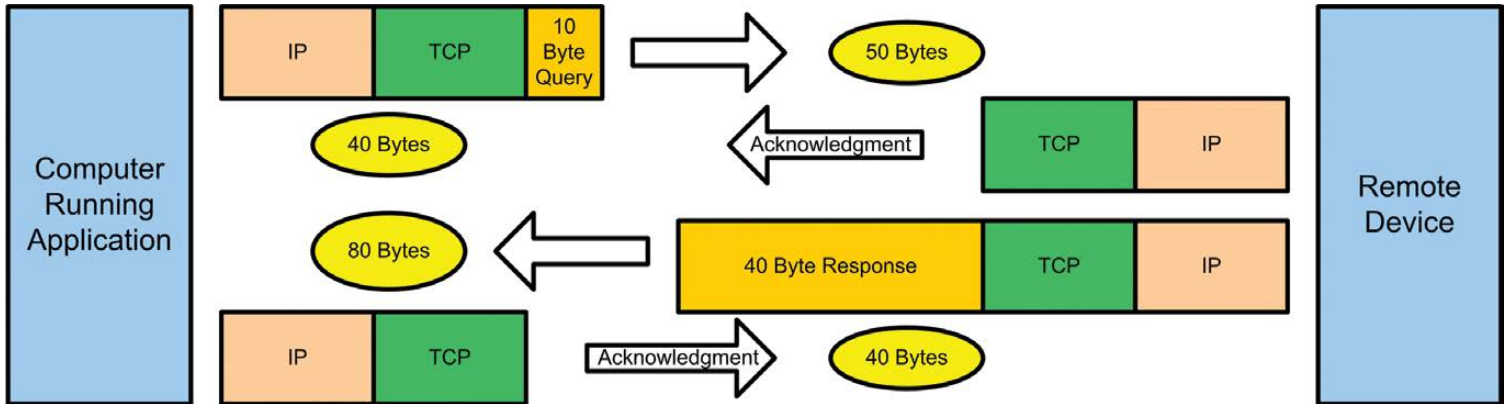 Computer
Running
Application
IP
TCP
10
Byte
Query
50 Bytes
40 Bytes
Acknowledgment
TCP
IP
80 Bytes
40 Byte Response
TCP
IP
IP
TCP
Acknowledgment
40 Bytes
Remote
Device